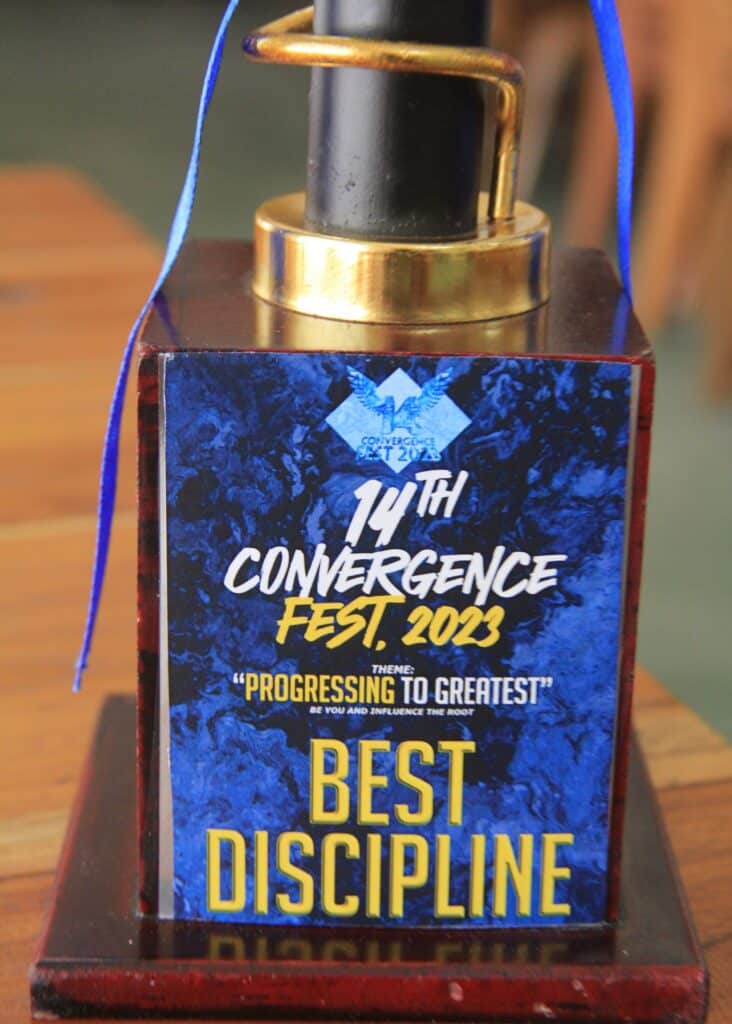 14
CONVERGENCE
FEST 2023
14TH
CONVERGENCE
FEST, 2023
THEME:
“PROGRESSING TO GREATEST”
BE YOU AND INFLUENCE THE ROOT
BEST
DISCIPLINE